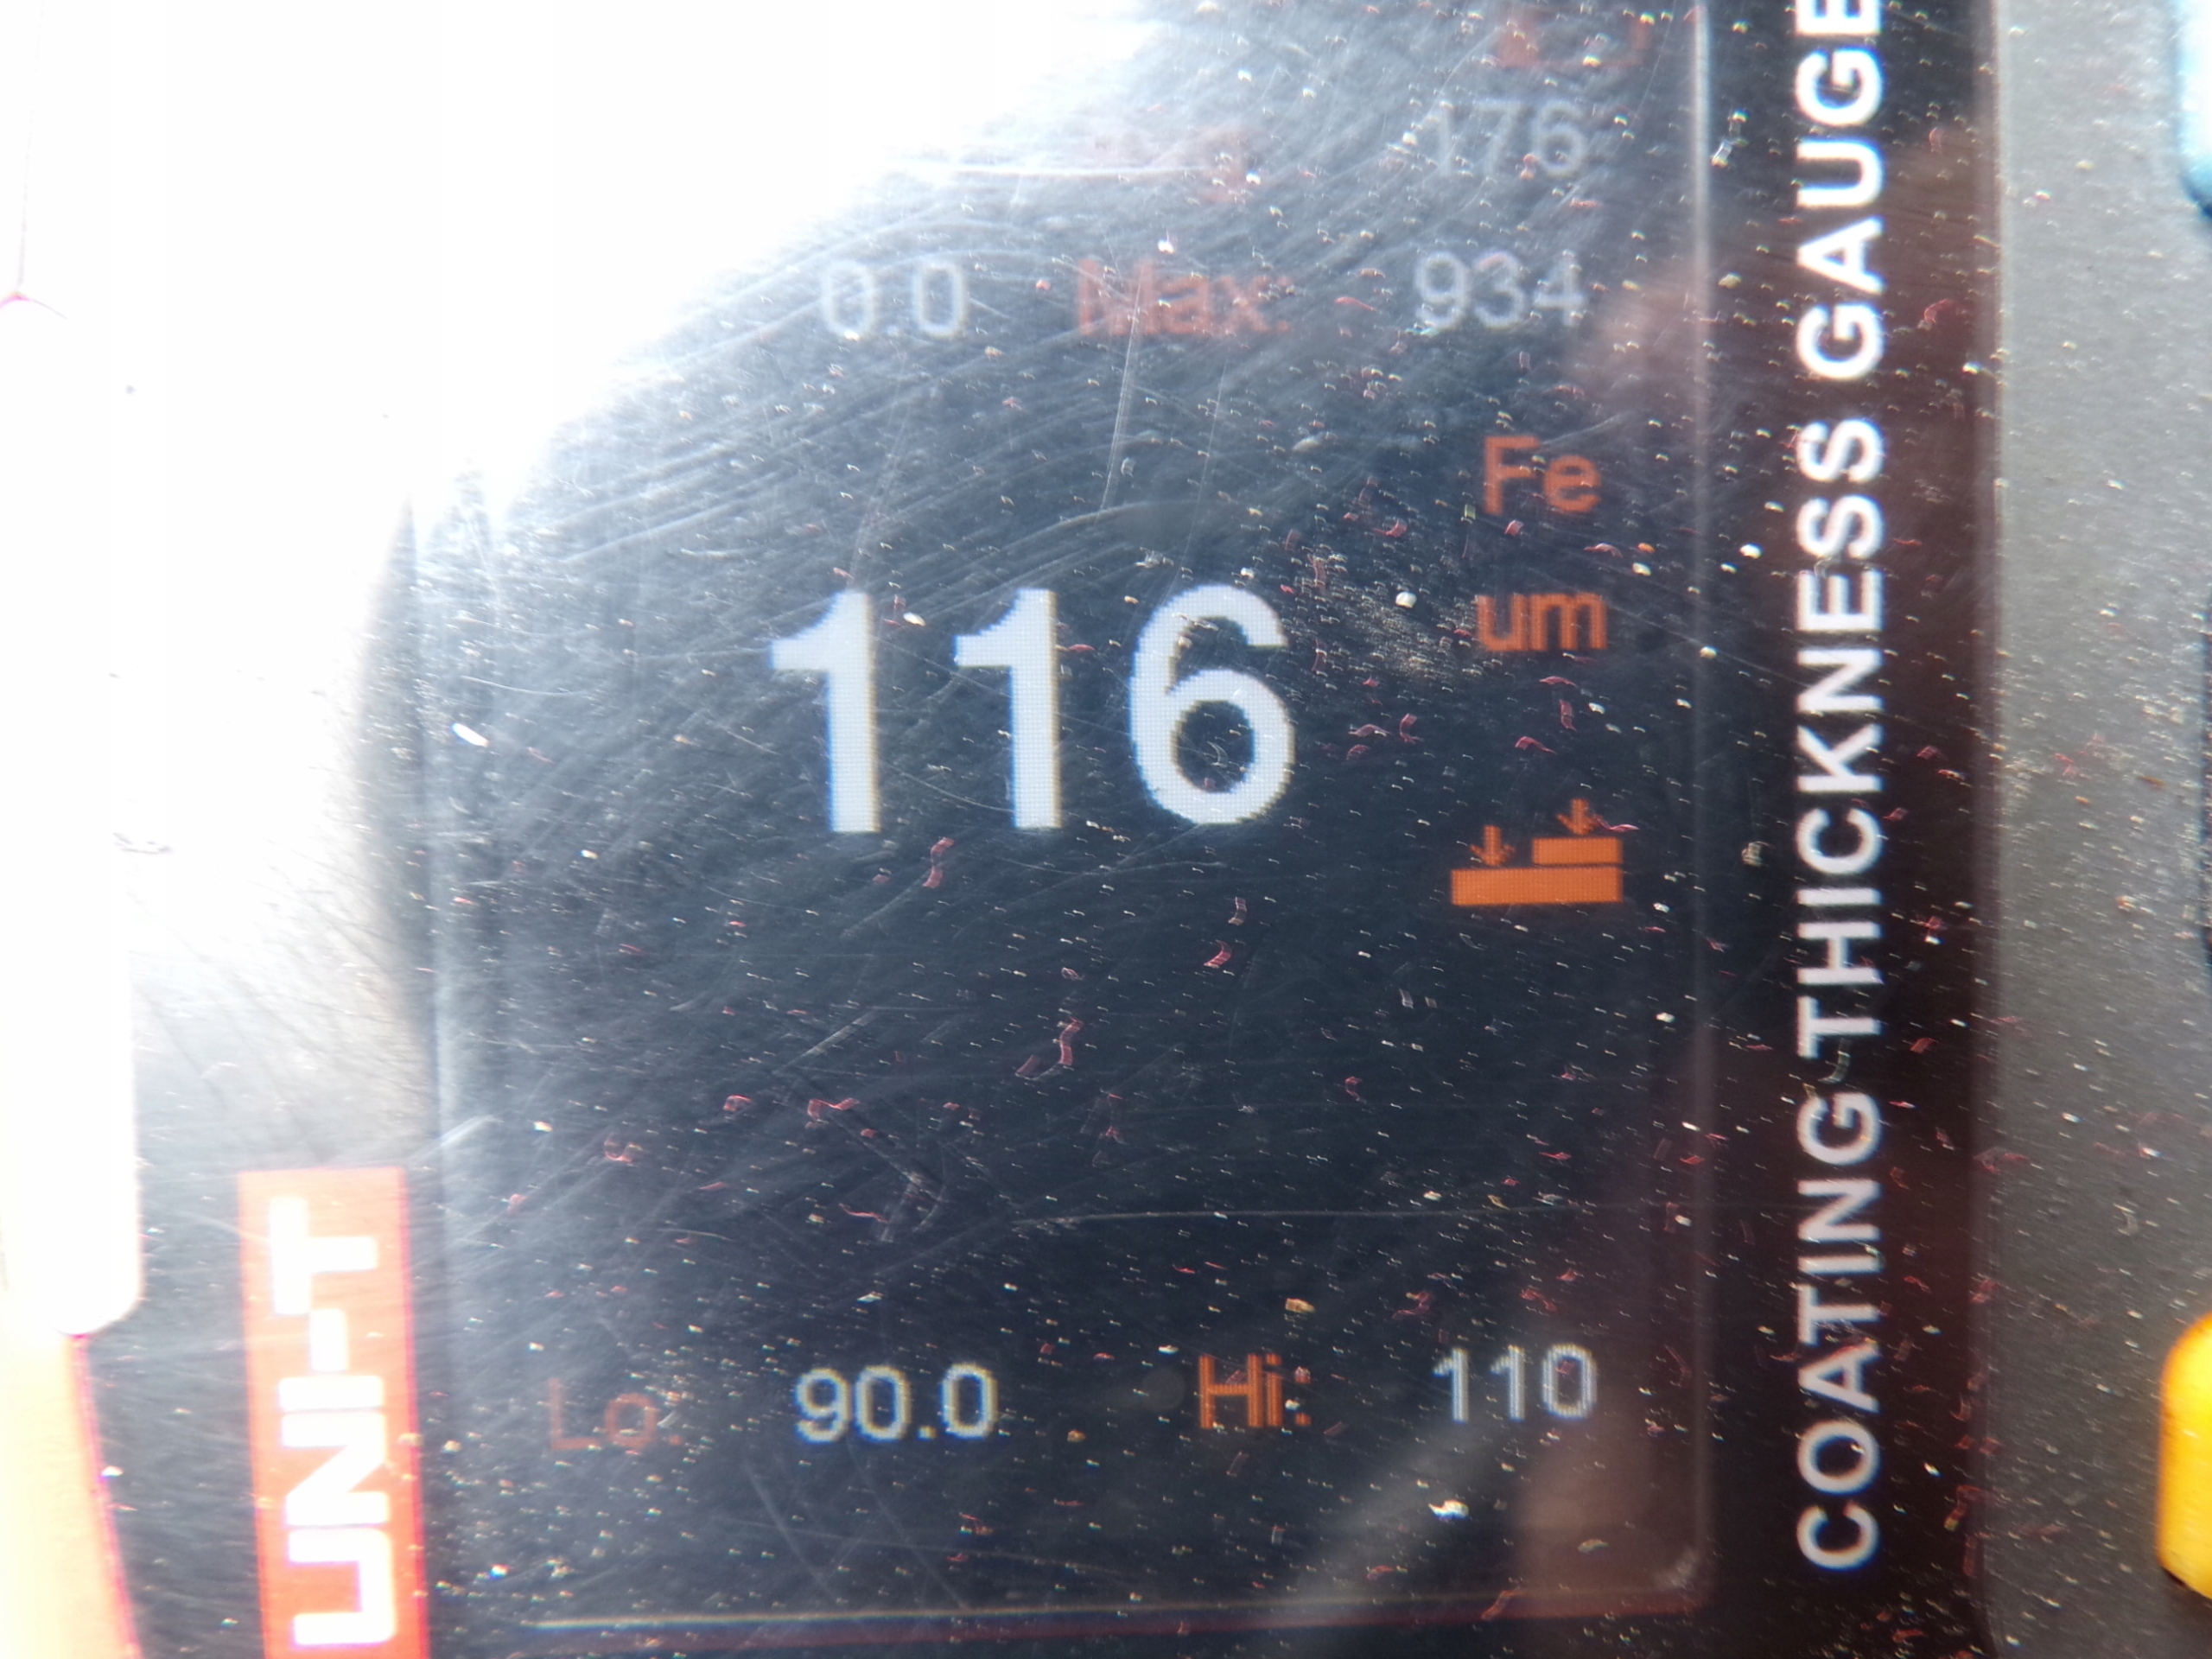 176
0.0 Max: 934
Fe
116 um
Lo: 90.0 Hi: 110
UNI-T
COATING THICKNESS GAUGE